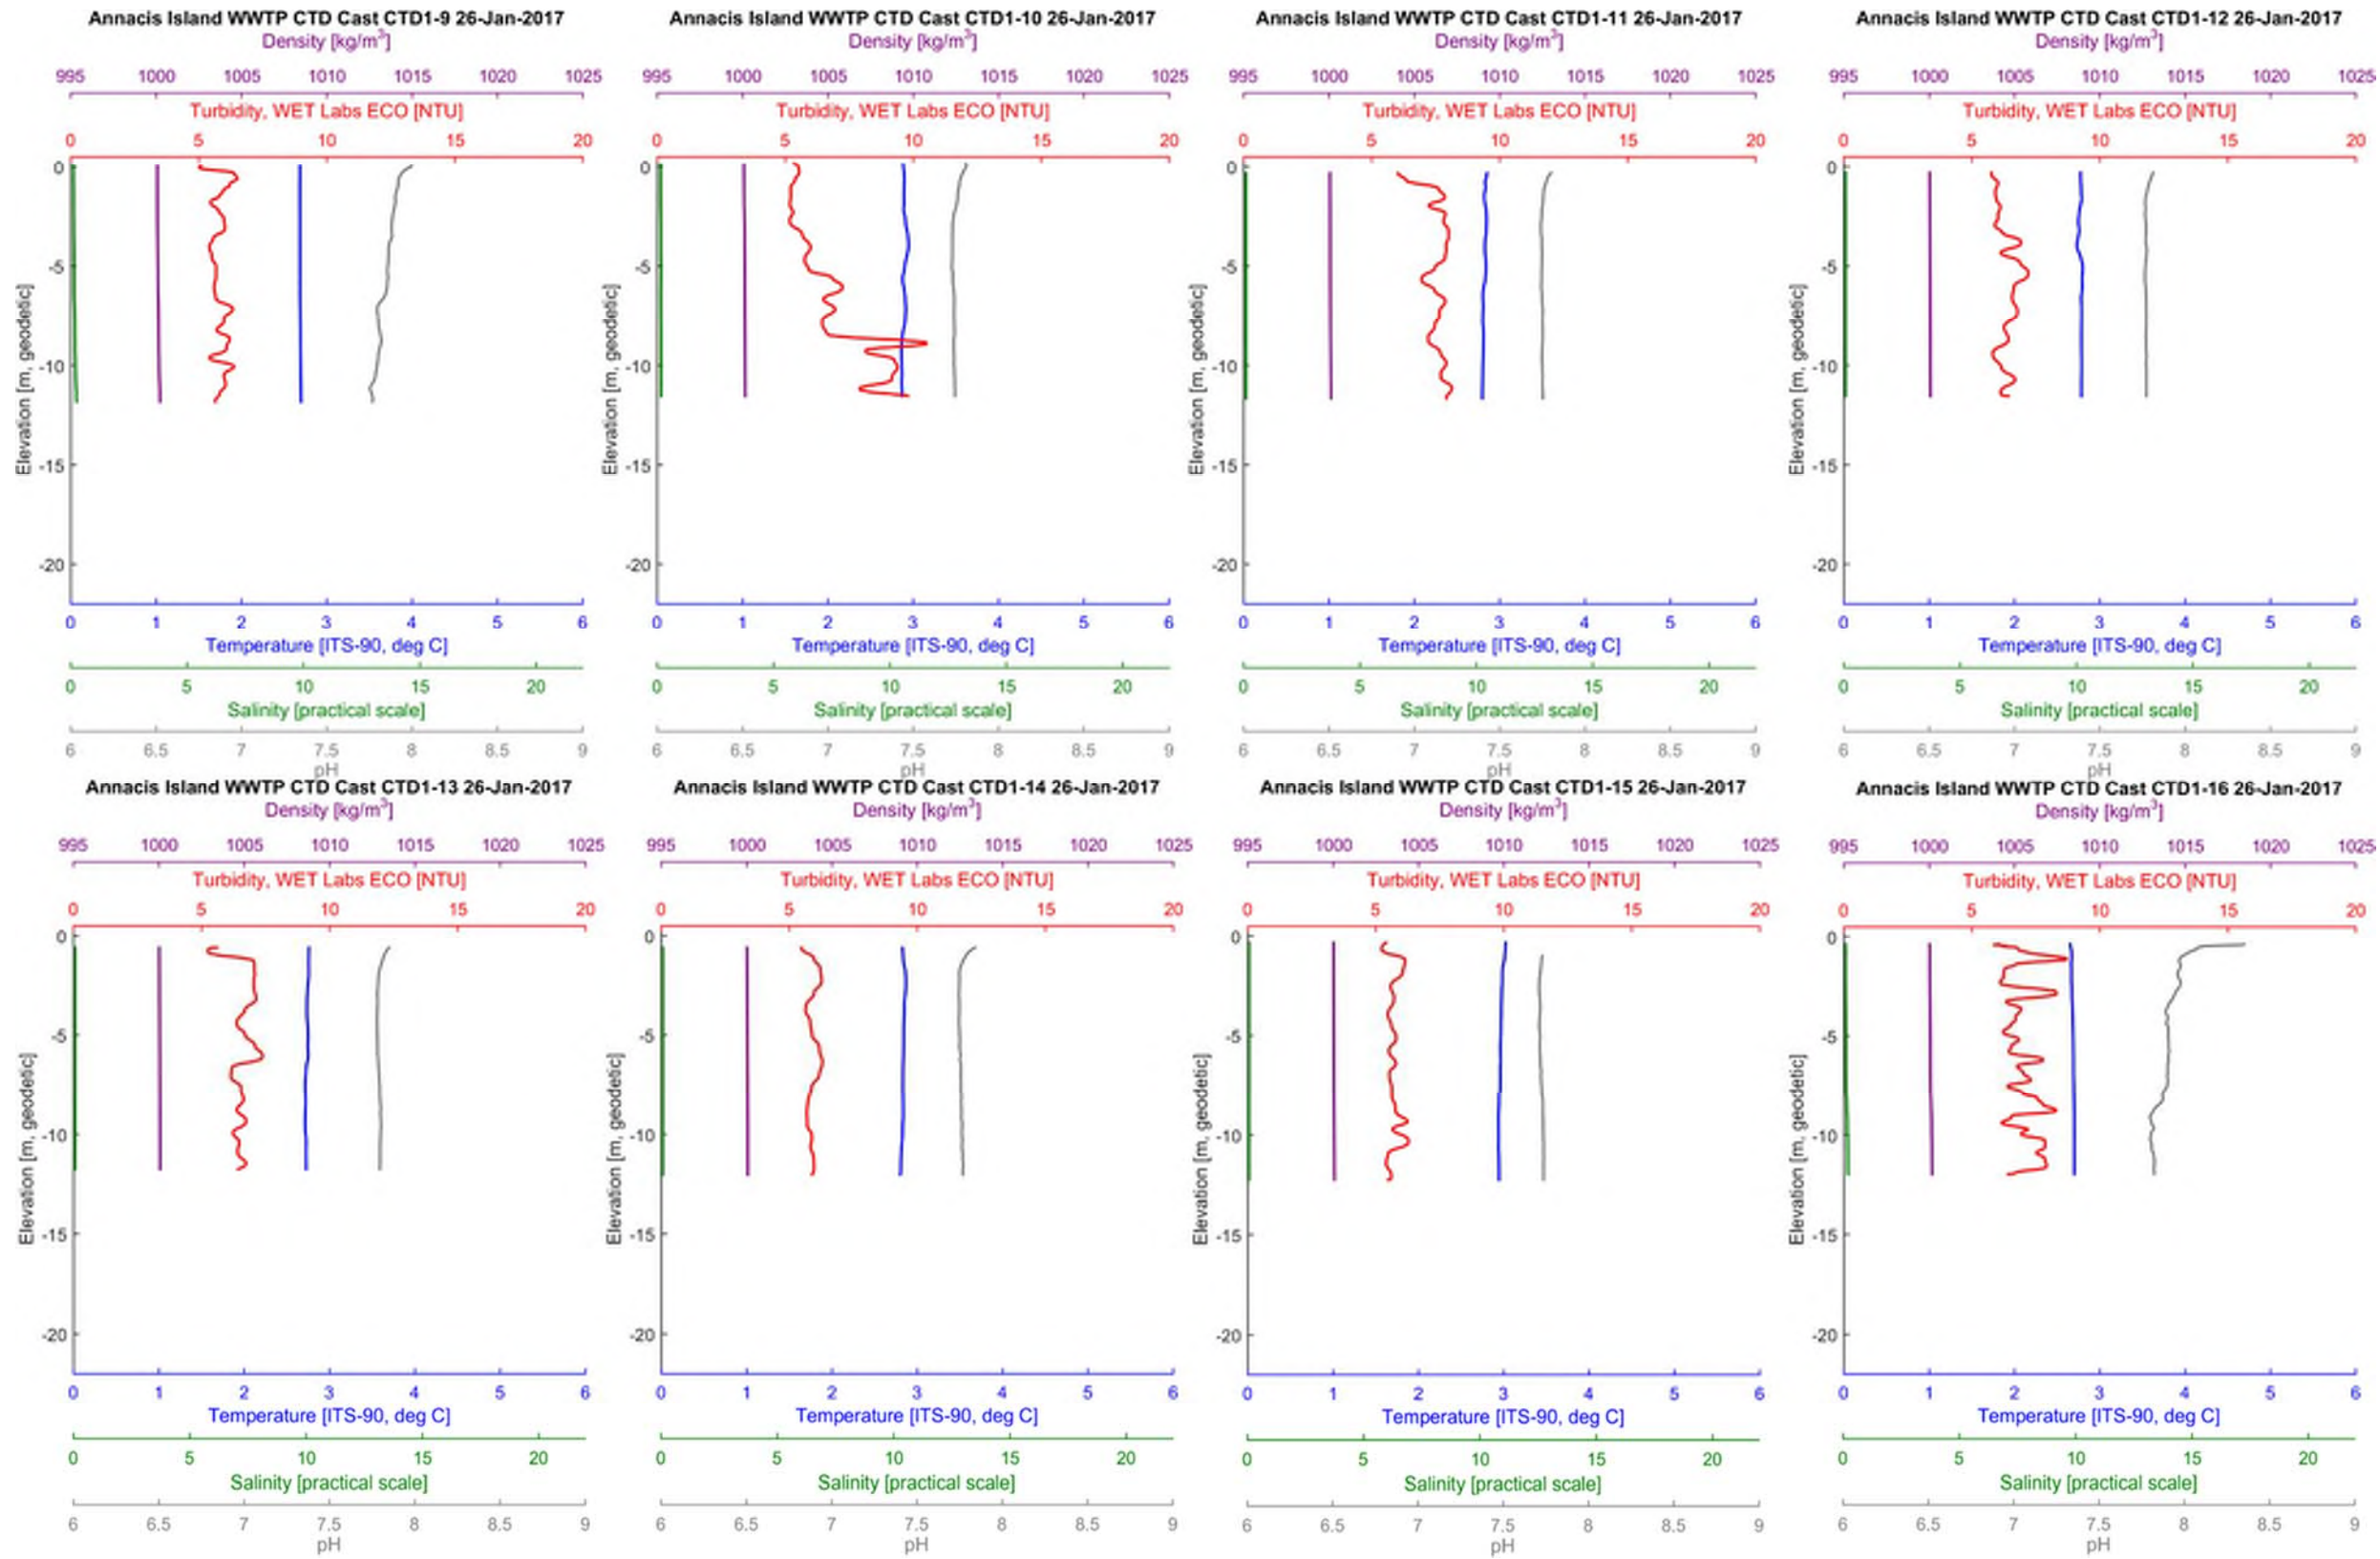 Annacis Island WWTP CTD Cast CTD1-9 26-Jan-2017
Density [kg/m³]
995 1000 1005 1010 1015 1020 1025
Turbidity, WET Labs ECO [NTU]
0 5 10 15 20
0
-5
-10
-15
-20
Elevation [m, geodetic]
0 1 2 3 4 5 6
Temperature [ITS-90, deg C]
0 5 10 15 20
Salinity [practical scale]
6 6.5 7 7.5 8 8.5 9
pH
Annacis Island WWTP CTD Cast CTD1-10 26-Jan-2017
Density [kg/m³]
995 1000 1005 1010 1015 1020 1025
Turbidity, WET Labs ECO [NTU]
0 5 10 15 20
0
-5
-10
-15
-20
Elevation [m, geodetic]
0 1 2 3 4 5 6
Temperature [ITS-90, deg C]
0 5 10 15 20
Salinity [practical scale]
6 6.5 7 7.5 8 8.5 9
pH
Annacis Island WWTP CTD Cast CTD1-11 26-Jan-2017
Density [kg/m³]
995 1000 1005 1010 1015 1020 1025
Turbidity, WET Labs ECO [NTU]
0 5 10 15 20
0
-5
-10
-15
-20
Elevation [m, geodetic]
0 1 2 3 4 5 6
Temperature [ITS-90, deg C]
0 5 10 15 20
Salinity [practical scale]
6 6.5 7 7.5 8 8.5 9
pH
Annacis Island WWTP CTD Cast CTD1-12 26-Jan-2017
Density [kg/m³]
995 1000 1005 1010 1015 1020 1025
Turbidity, WET Labs ECO [NTU]
0 5 10 15 20
0
-5
-10
-15
-20
Elevation [m, geodetic]
0 1 2 3 4 5 6
Temperature [ITS-90, deg C]
0 5 10 15 20
Salinity [practical scale]
6 6.5 7 7.5 8 8.5 9
pH
Annacis Island WWTP CTD Cast CTD1-13 26-Jan-2017
Density [kg/m³]
995 1000 1005 1010 1015 1020 1025
Turbidity, WET Labs ECO [NTU]
0 5 10 15 20
0
-5
-10
-15
-20
Elevation [m, geodetic]
0 1 2 3 4 5 6
Temperature [ITS-90, deg C]
0 5 10 15 20
Salinity [practical scale]
6 6.5 7 7.5 8 8.5 9
pH
Annacis Island WWTP CTD Cast CTD1-14 26-Jan-2017
Density [kg/m³]
995 1000 1005 1010 1015 1020 1025
Turbidity, WET Labs ECO [NTU]
0 5 10 15 20
0
-5
-10
-15
-20
Elevation [m, geodetic]
0 1 2 3 4 5 6
Temperature [ITS-90, deg C]
0 5 10 15 20
Salinity [practical scale]
6 6.5 7 7.5 8 8.5 9
pH
Annacis Island WWTP CTD Cast CTD1-15 26-Jan-2017
Density [kg/m³]
995 1000 1005 1010 1015 1020 1025
Turbidity, WET Labs ECO [NTU]
0 5 10 15 20
0
-5
-10
-15
-20
Elevation [m, geodetic]
0 1 2 3 4 5 6
Temperature [ITS-90, deg C]
0 5 10 15 20
Salinity [practical scale]
6 6.5 7 7.5 8 8.5 9
pH
Annacis Island WWTP CTD Cast CTD1-16 26-Jan-2017
Density [kg/m³]
995 1000 1005 1010 1015 1020 1025
Turbidity, WET Labs ECO [NTU]
0 5 10 15 20
0
-5
-10
-15
-20
Elevation [m, geodetic]
0 1 2 3 4 5 6
Temperature [ITS-90, deg C]
0 5 10 15 20
Salinity [practical scale]
6 6.5 7 7.5 8 8.5 9
pH